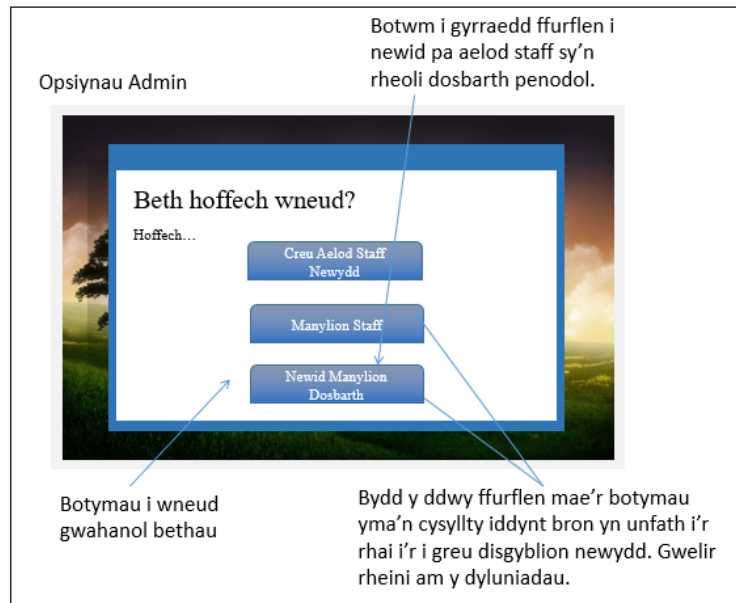 Botwm i gyrraedd ffurflen i
newid pa aelod staff sy'n
rheoli dosbarth penodol.
Opsiynau Admin
Beth hoffech wneud?
Hoffech…
Creu Aelod Staff
Newydd
Manylion Staff
Newid Manylion
Dosbarth
Botymau i wneud
gwahanol bethau
Bydd y ddwy ffurflen mae'r botymau
yma'n cysyllty iddynt bron yn unfath i'r
rhai i'r i greu disgyblion newydd. Gwelir
rheini am y dyluniadau.